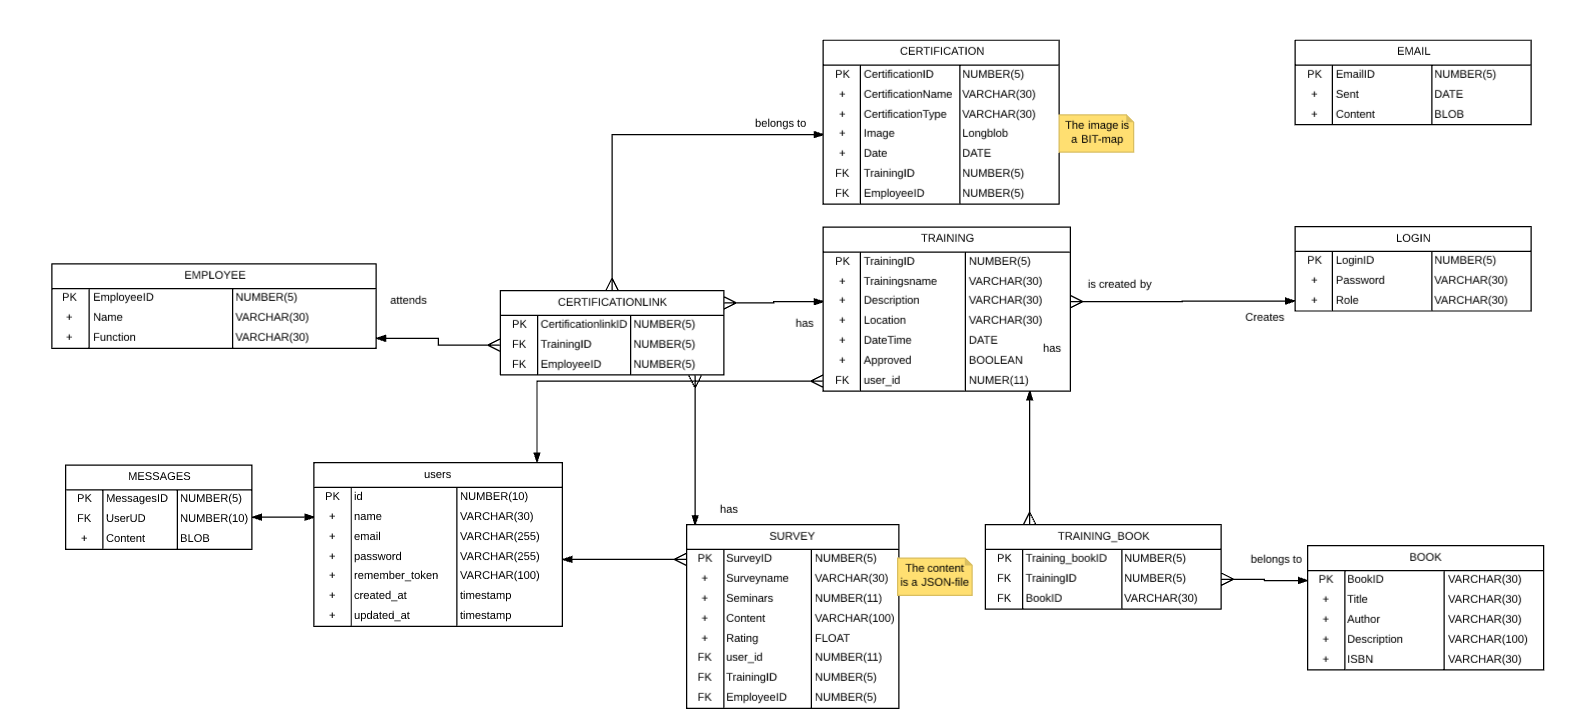 CERTIFICATION
PK CertificationID NUMBER(5)
+ CertificationName VARCHAR(30)
+ CertificationType VARCHAR(30)
+ Image Longblob
+ Date DATE
FK TrainingID NUMBER(5)
FK EmployeeID NUMBER(5)
The image is
a BIT-map
EMAIL
PK EmailID NUMBER(5)
+ Sent DATE
+ Content BLOB
belongs to
TRAINING
PK TrainingID NUMBER(5)
+ Trainingsname VARCHAR(30)
+ Description VARCHAR(30)
+ Location VARCHAR(30)
+ DateTime DATE
+ Approved BOOLEAN
FK user_id NUMER(11)
has
is created by
Creates
LOGIN
PK LoginID NUMBER(5)
+ Password VARCHAR(30)
+ Role VARCHAR(30)
EMPLOYEE
PK EmployeeID NUMBER(5)
+ Name VARCHAR(30)
+ Function VARCHAR(30)
attends
CERTIFICATIONLINK
PK CertificationlinkID NUMBER(5)
FK TrainingID NUMBER(5)
FK EmployeeID NUMBER(5)
has
MESSAGES
PK MessagesID NUMBER(5)
FK UserUD NUMBER(10)
+ Content BLOB
users
PK id NUMBER(10)
+ name VARCHAR(30)
+ email VARCHAR(255)
+ password VARCHAR(255)
+ remember_token VARCHAR(100)
+ created_at timestamp
+ updated_at timestamp
has
SURVEY
PK SurveyID NUMBER(5)
+ Surveyname VARCHAR(30)
+ Seminars NUMBER(11)
+ Content VARCHAR(100)
+ Rating FLOAT
FK user_id NUMBER(11)
FK TrainingID NUMBER(5)
FK EmployeeID NUMBER(5)
The content
is a JSON-file
TRAINING_BOOK
PK Training_bookID NUMBER(5)
FK TrainingID NUMBER(5)
FK BookID VARCHAR(30)
belongs to
BOOK
PK BookID VARCHAR(30)
+ Title VARCHAR(30)
+ Author VARCHAR(30)
+ Description VARCHAR(100)
+ ISBN VARCHAR(30)